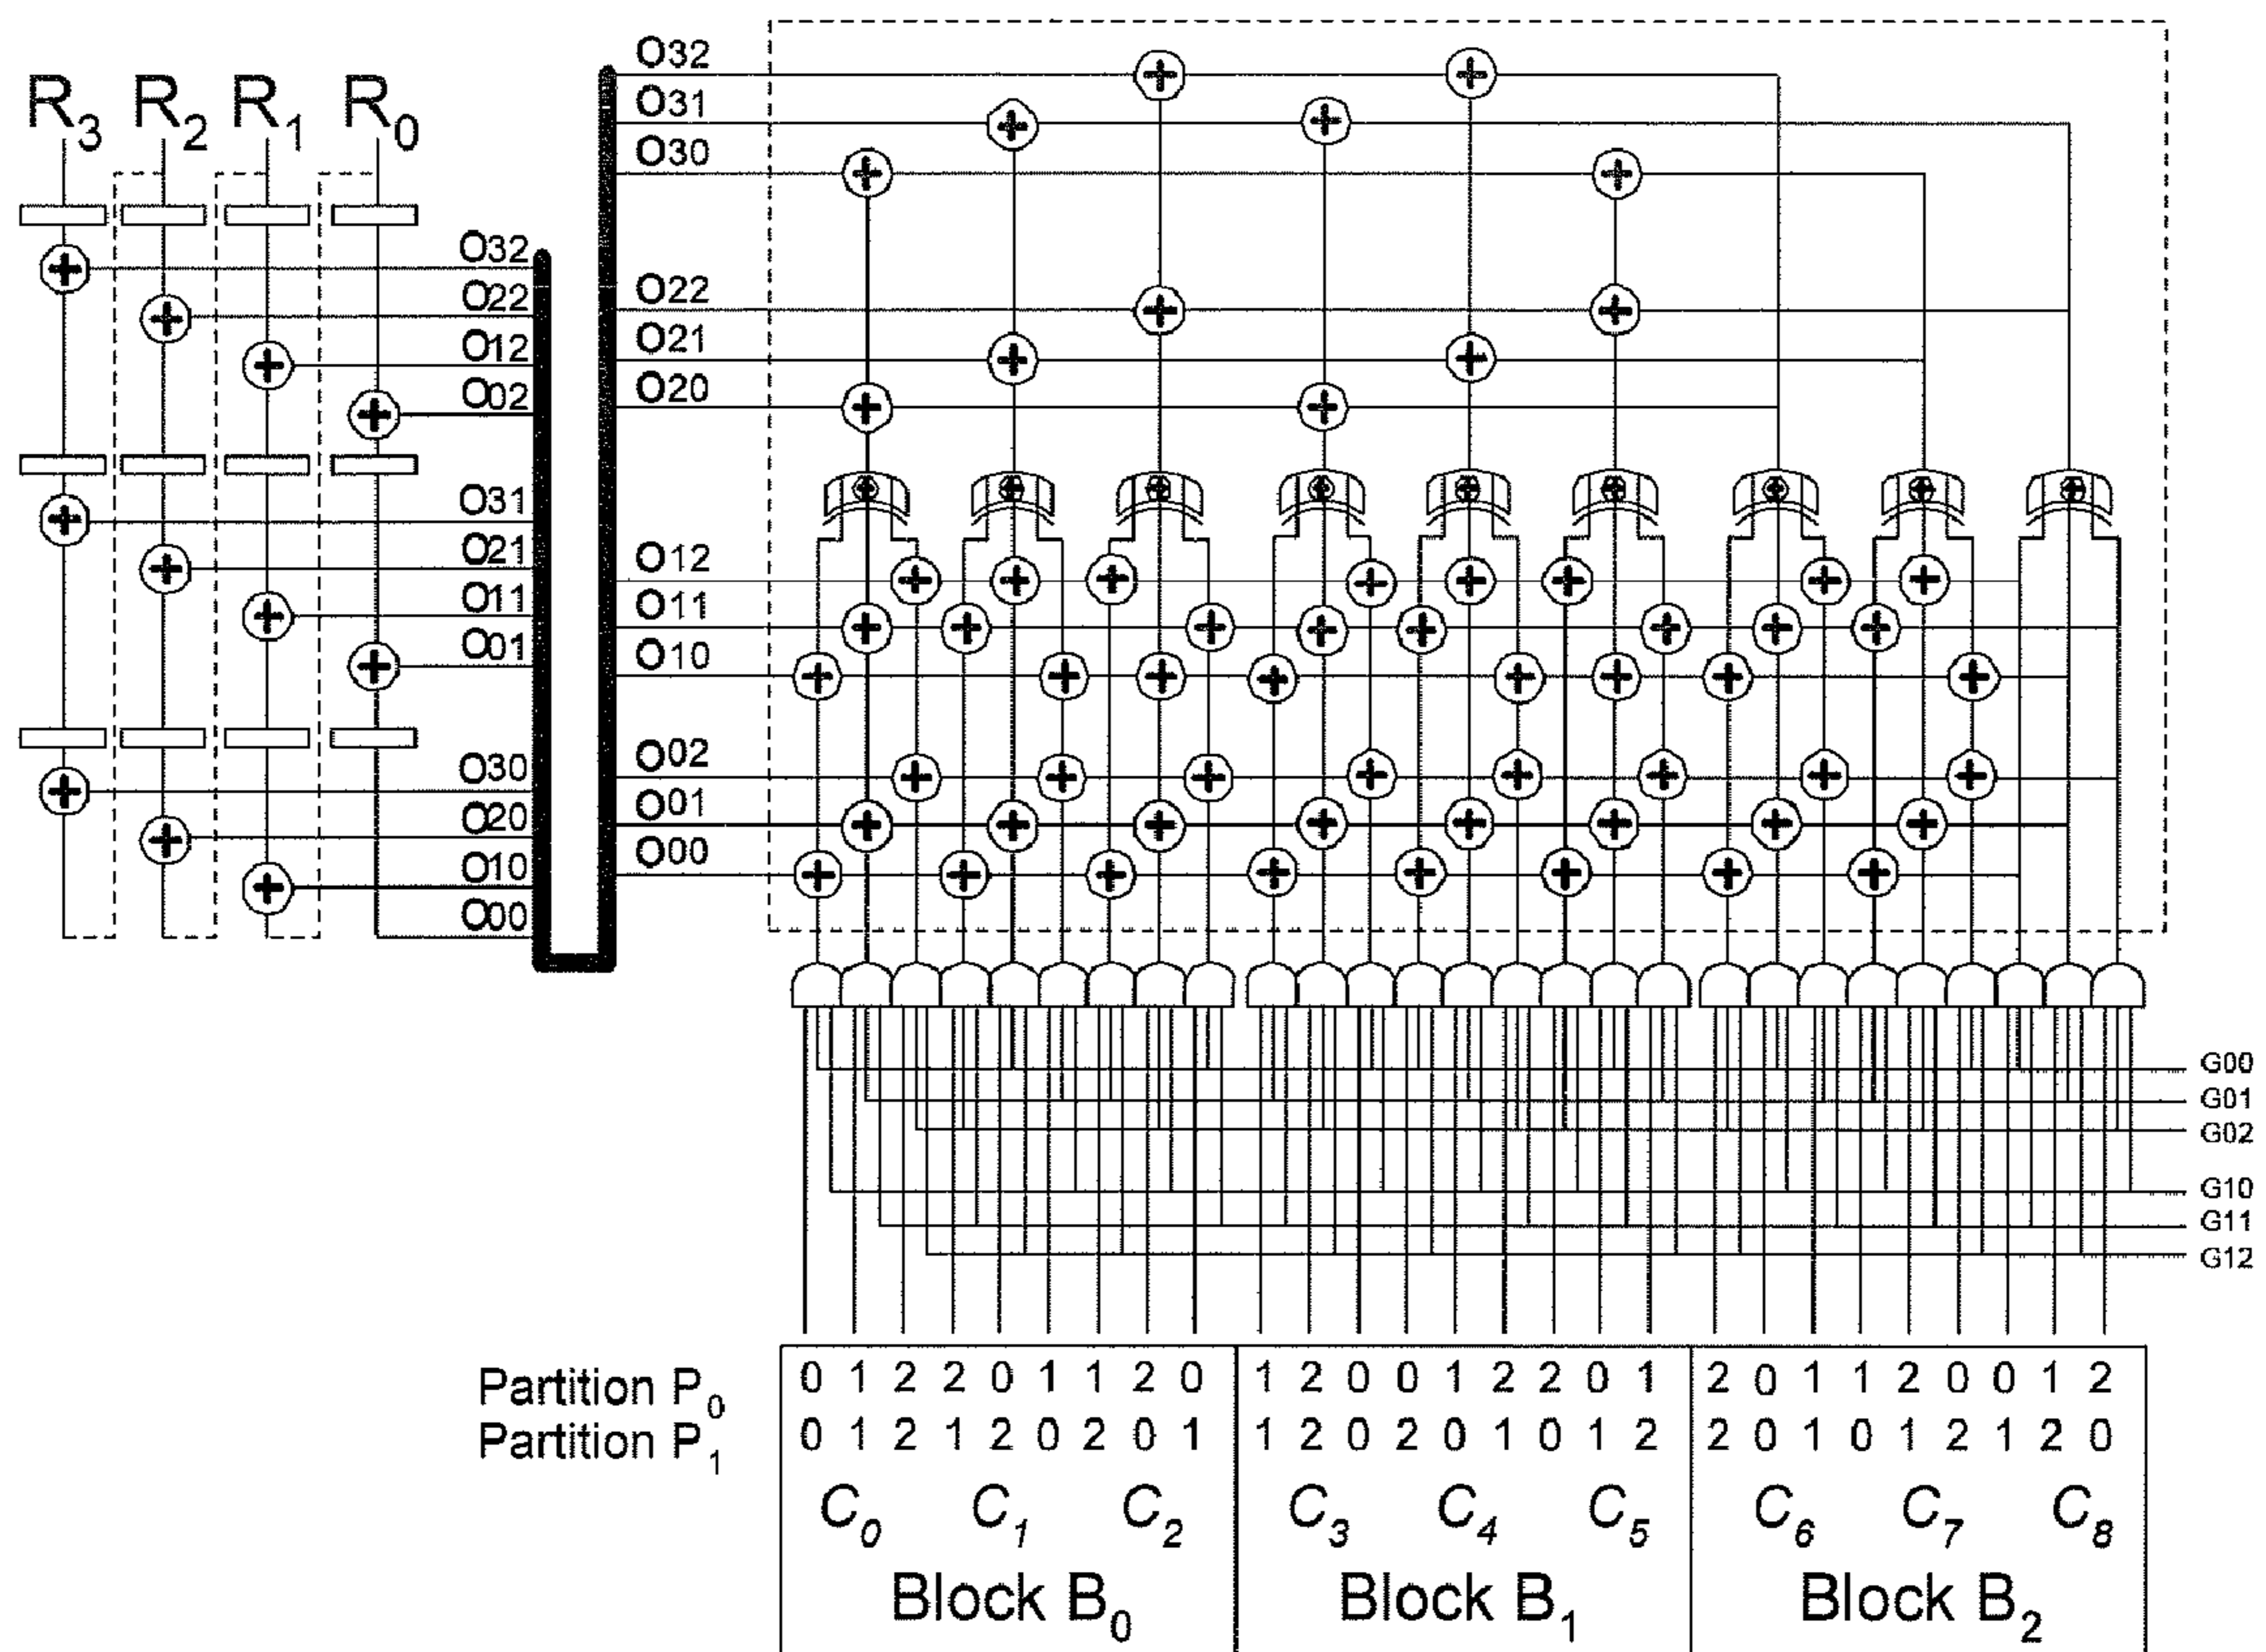 R3 R2 R1 R0
O32
O22
O12
O02
O31
O21
O11
O01
O30
O20
O10
O00
O32
O31
O30
O22
O21
O20
O12
O11
O10
O02
O01
O00
G00
G01
G02
G10
G11
G12
Partition P0 0 1 2 2 0 1 1 2 0 1 2 0 0 1 2 2 0 1 2 0 1 1 2 0 0 1 2
Partition P1 0 1 2 1 2 0 2 0 1 1 2 0 2 0 1 0 1 2 2 0 1 0 1 2 1 2 0
C0 C1 C2 C3 C4 C5 C6 C7 C8
Block B0 Block B1 Block B2